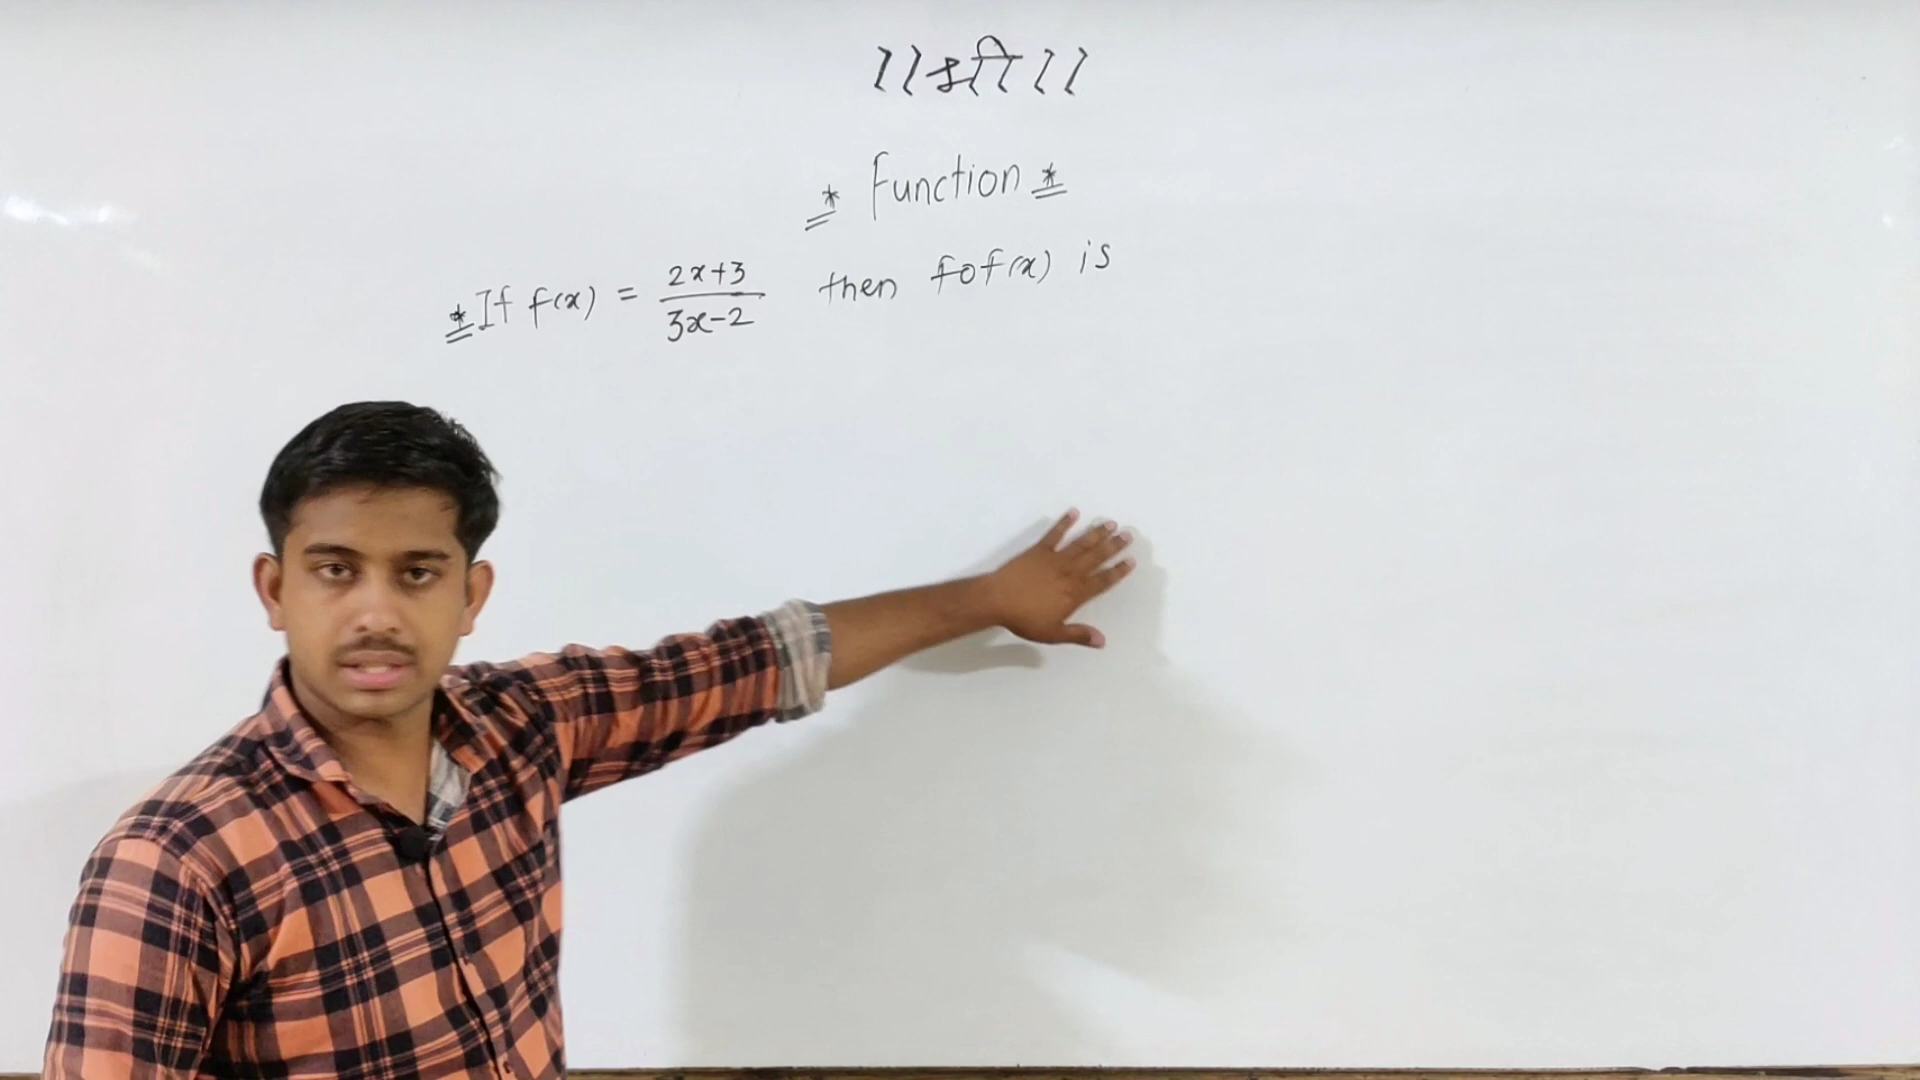 ।। श्री ।।
* Function *
* If f(x) = 2x+3 / 3x-2 then fof(x) is